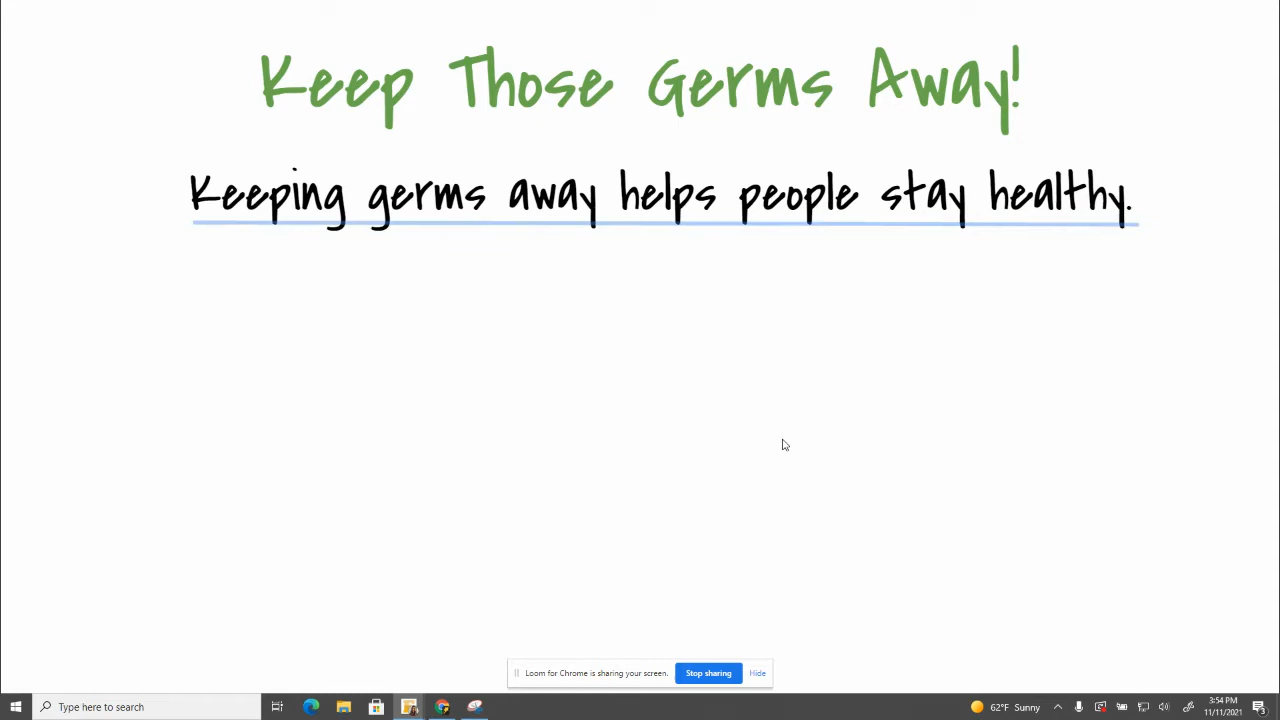 Keep Those Germs Away!
Keeping germs away helps people stay healthy.
Loom for Chrome is sharing your screen. Stop sharing Hide
Type here to search
62°F Sunny
3:54 PM
11/11/2021
3